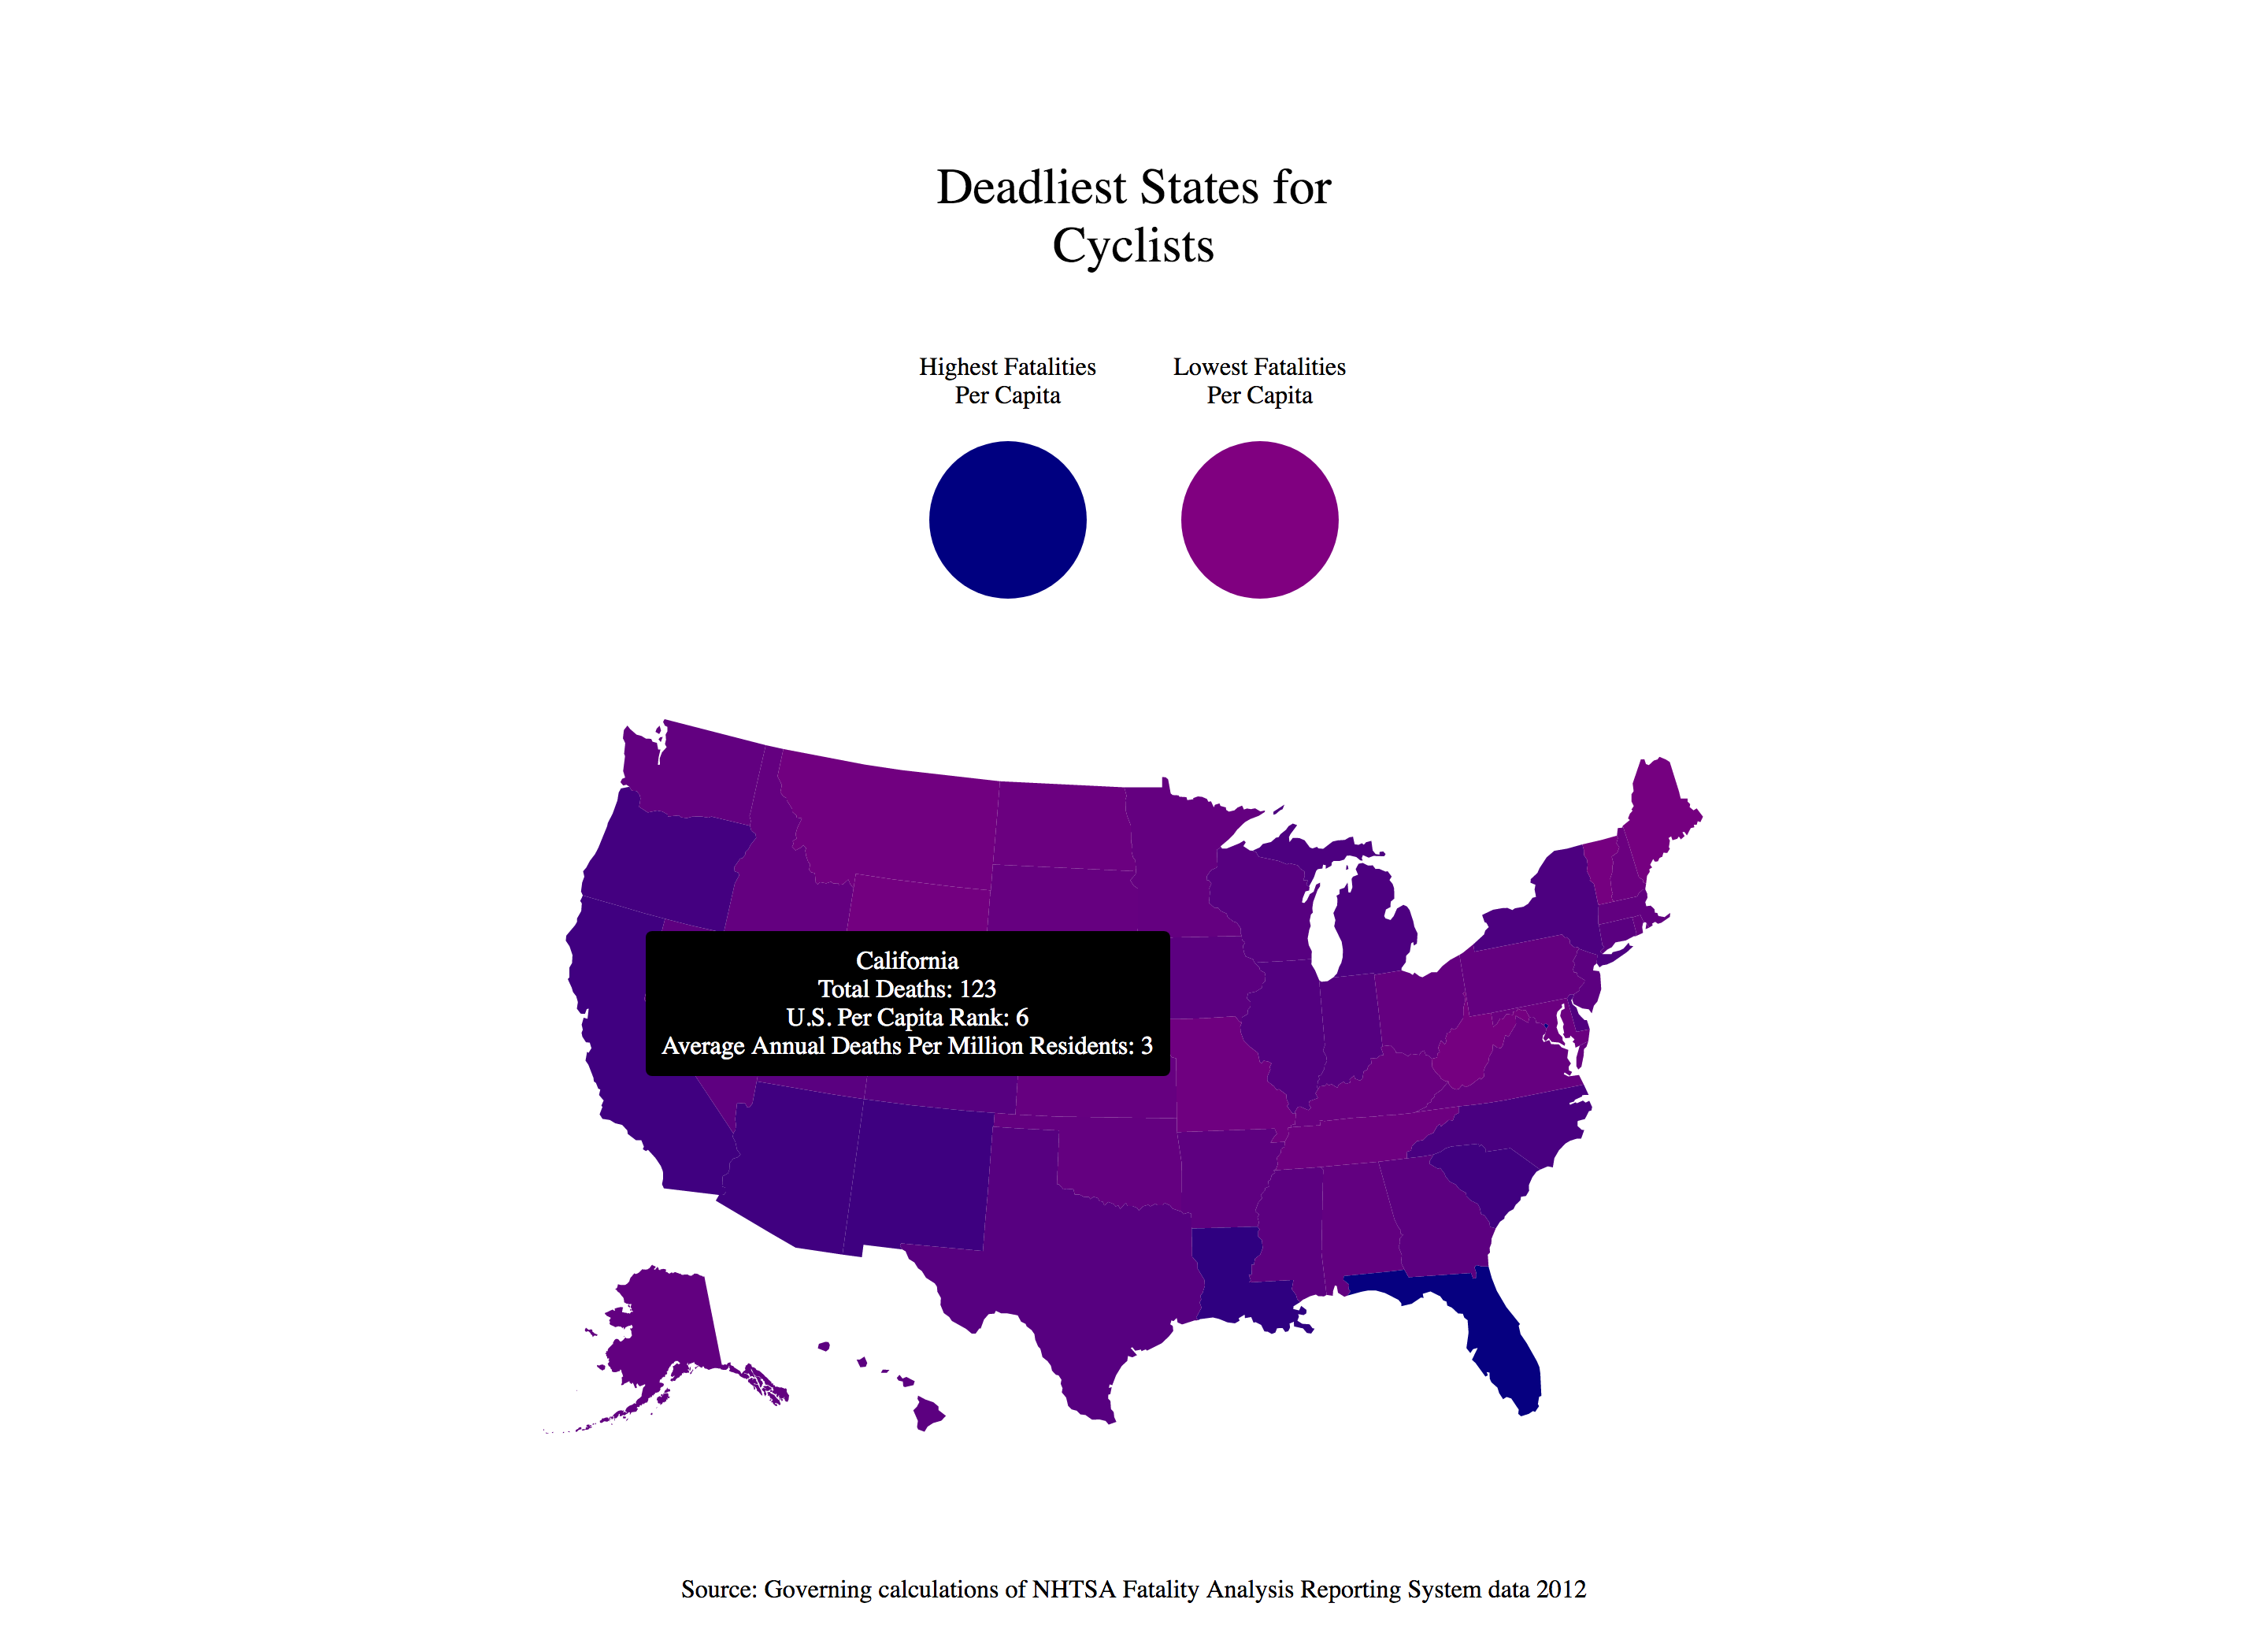 Deadliest States for
Cyclists
Highest Fatalities
Per Capita
Lowest Fatalities
Per Capita
California
Total Deaths: 123
U.S. Per Capita Rank: 6
Average Annual Deaths Per Million Residents: 3
Source: Governing calculations of NHTSA Fatality Analysis Reporting System data 2012